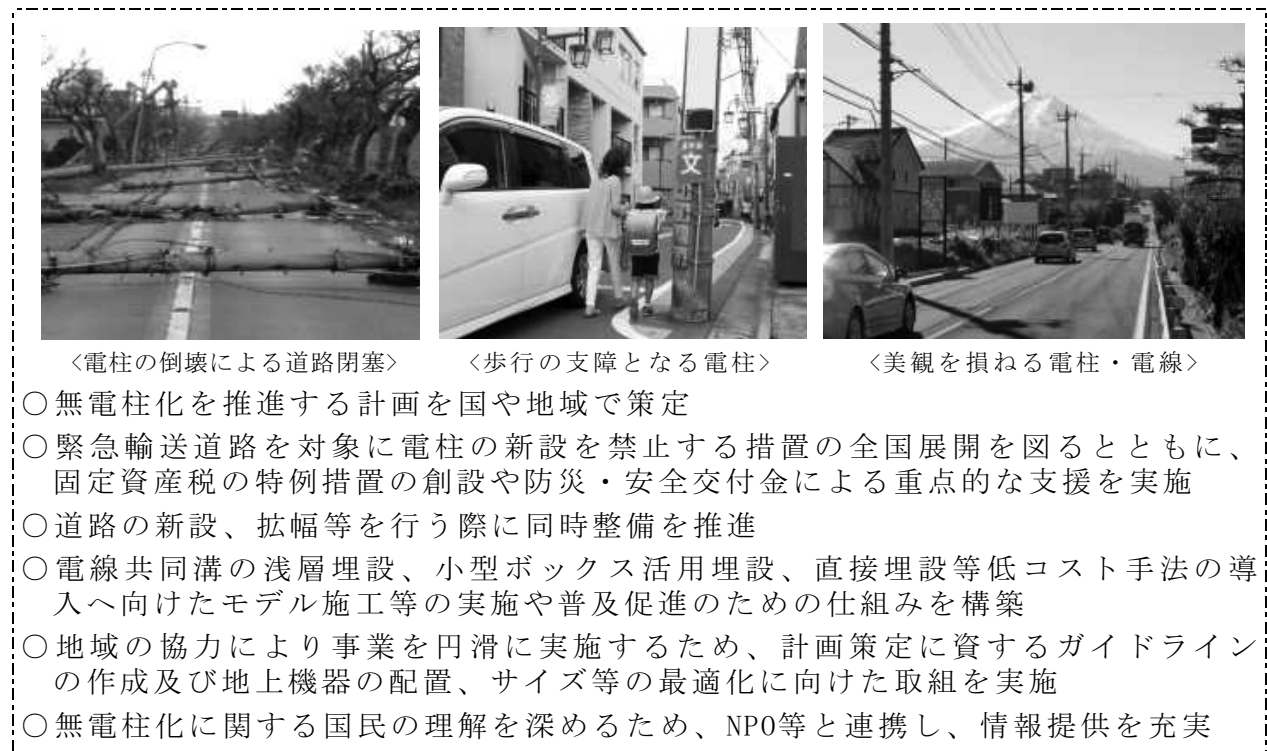 文
<電柱の倒壊による道路閉塞>
<歩行の支障となる電柱>
<美観を損ねる電柱・電線>
○無電柱化を推進する計画を国や地域で策定
○緊急輸送道路を対象に電柱の新設を禁止する措置の全国展開を図るとともに、
固定資産税の特例措置の創設や防災・安全交付金による重点的な支援を実施
○道路の新設、拡幅等を行う際に同時整備を推進
○電線共同溝の浅層埋設、小型ボックス活用埋設、直接埋設等低コスト手法の導
入へ向けたモデル施工等の実施や普及促進のための仕組みを構築
○地域の協力により事業を円滑に実施するため、計画策定に資するガイドライン
の作成及び地上機器の配置、サイズ等の最適化に向けた取組を実施
○無電柱化に関する国民の理解を深めるため、NPO等と連携し、情報提供を充実